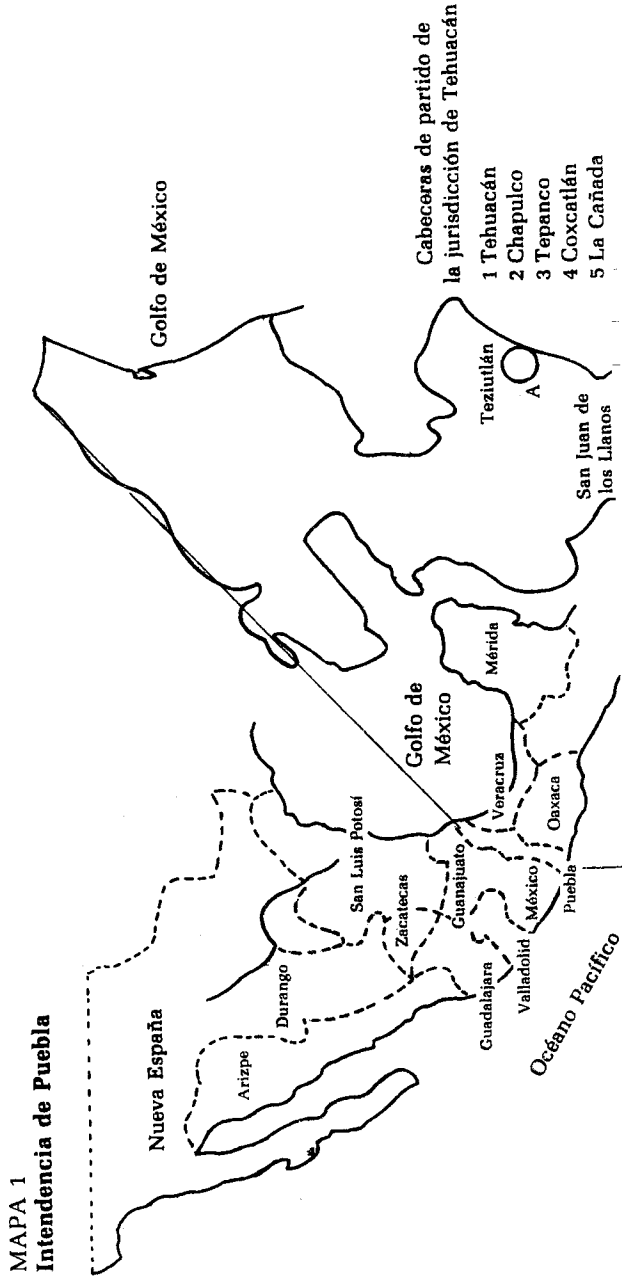 MAPA 1
Intendencia de Puebla
Nueva España
Arizpe
Durango
San Luis Potosí
Zacatecas
Guadalajara
Guanajuato
Valladolid
México
Puebla
Veracruz
Oaxaca
Mérida
Golfo de
México
Océano Pacífico
Golfo de México
Teziutlán
A
San Juan de
los Llanos
Cabeceras de partido de
la jurisdicción de Tehuacán
1 Tehuacán
2 Chapulco
3 Tepanco
4 Coxcatlán
5 La Cañada